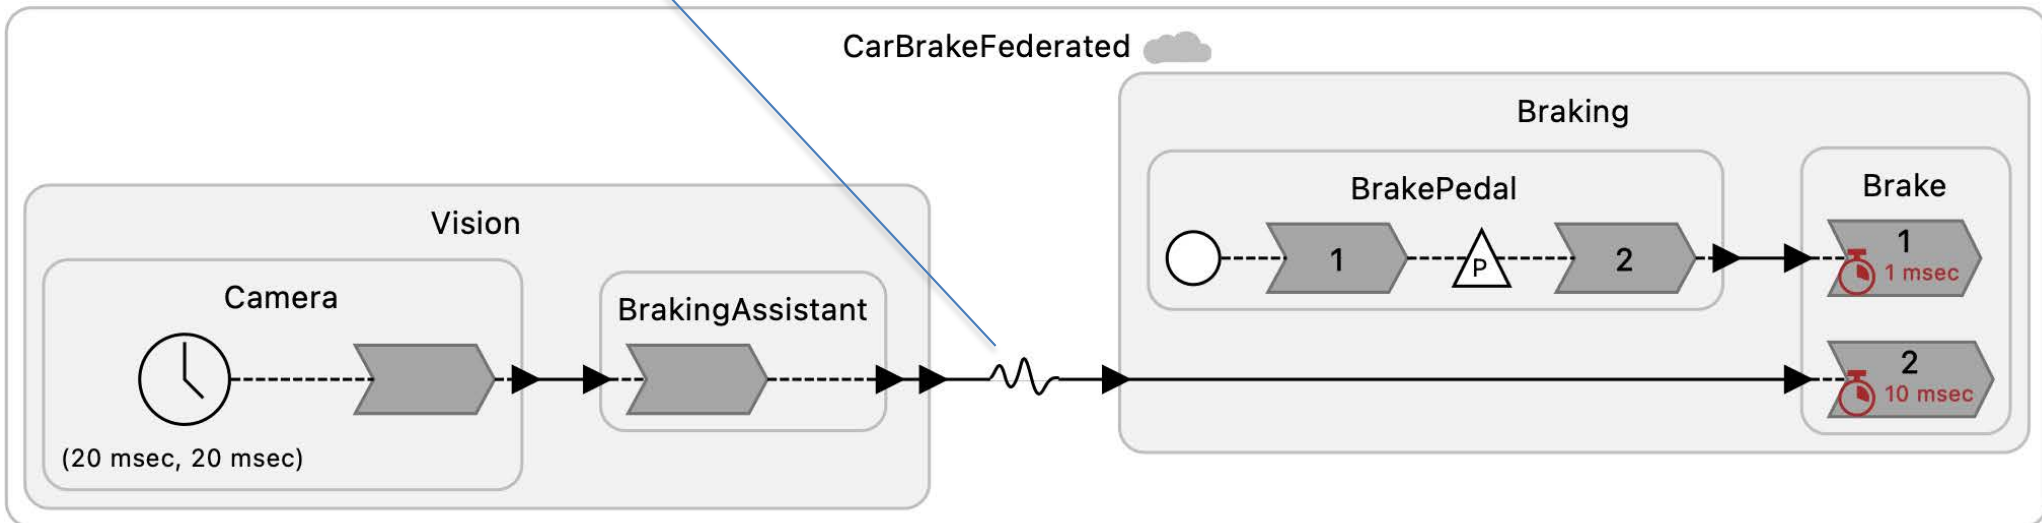 CarBrakeFederated
Braking
BrakePedal
Brake
1
P
2
1
1 msec
2
10 msec
Vision
Camera
BrakingAssistant
(20 msec, 20 msec)